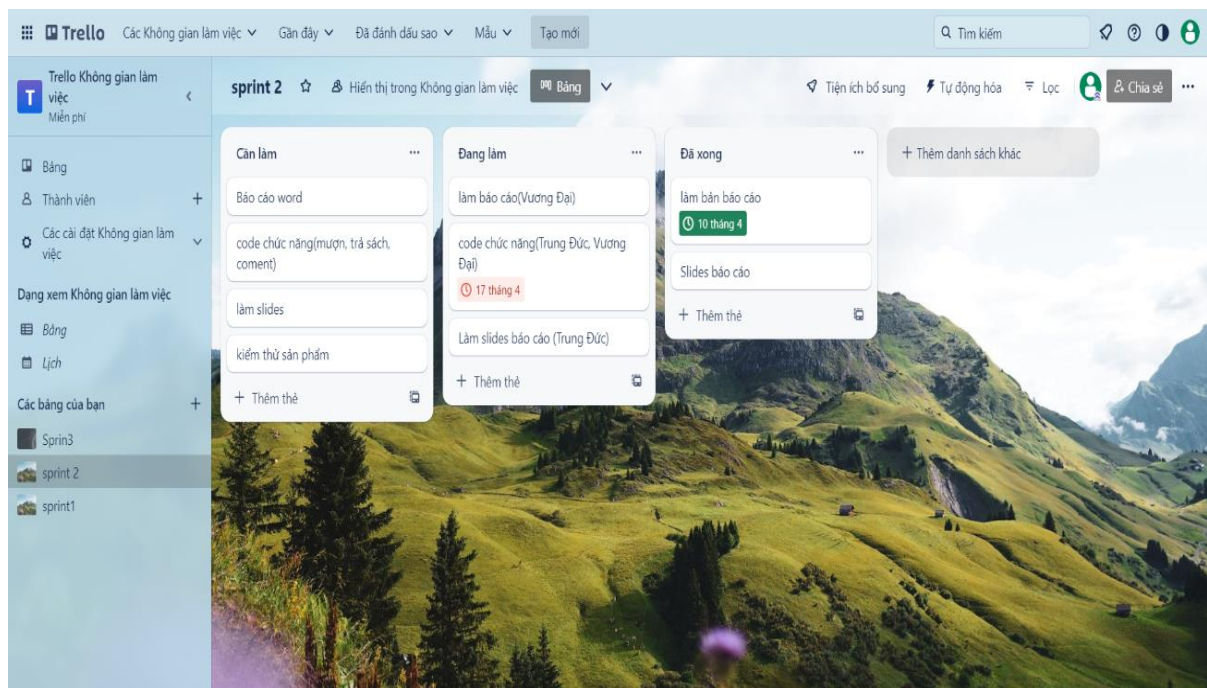 Trello Các Không gian làm việc Gần đây Đã đánh dấu sao Mẫu Tạo mới Tìm kiếm
T
Trello Không gian làm
việc
Miễn phí
Bảng
Thành viên
Các cài đặt Không gian làm
việc
Dạng xem Không gian làm việc
Bảng
Lịch
Các bảng của bạn
Sprin3
sprint 2
sprint1
sprint 2 Hiển thị trong Không gian làm việc Bảng Tiện ích bổ sung Tự động hóa Lọc Chia sẻ
Cần làm
Báo cáo word
code chức năng(mượn, trả sách,
coment)
làm slides
kiểm thử sản phẩm
+ Thêm thẻ
Đang làm
làm báo cáo(Vương Đại)
code chức năng(Trung Đức, Vương
Đại)
17 tháng 4
Làm slides báo cáo (Trung Đức)
+ Thêm thẻ
Đã xong
làm bản báo cáo
10 tháng 4
Slides báo cáo
+ Thêm thẻ
+ Thêm danh sách khác